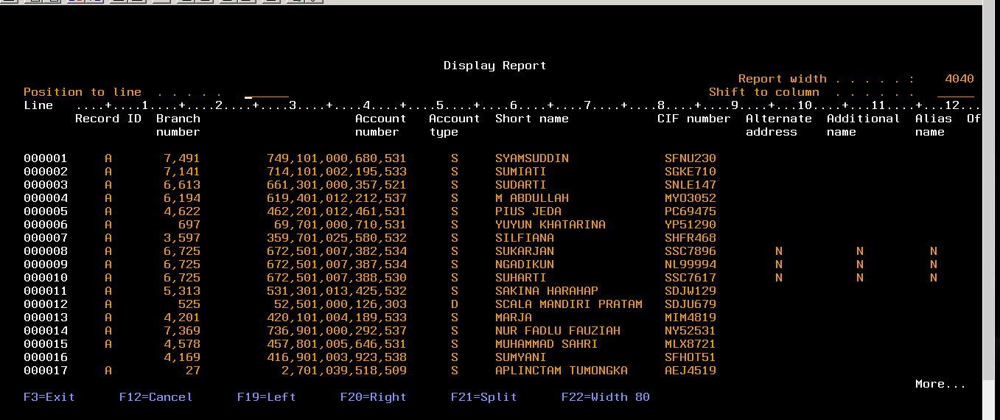 Display Report
Report width . . . . . : 4040
Position to line . . . . . Shift to column . . . . . .
Line ....+....1....+....2....+....3....+....4....+....5....+....6....+....7....+....8....+....9....+...10....+...11....+...12...
Record ID Branch Account Account Short name CIF number Alternate Additional Alias Of
number number type address name name
000001 A 7,491 749,101,000,680,531 S SYAMSUDDIN SFNU230
000002 A 7,141 714,101,002,195,533 S SUMIATI SGKE710
000003 A 6,613 661,301,000,357,521 S SUDARTI SNLE147
000004 A 6,194 619,401,012,212,537 S M ABDULLAH MYO3052
000005 A 4,622 462,201,012,461,531 S PIUS JEDA PC69475
000006 A 697 69,701,000,710,531 S YUYUN KHATARINA YP51290
000007 A 3,597 359,701,025,580,532 S SILFIANA SHFR468
000008 A 6,725 672,501,007,382,534 S SUKARJAN SSC7896 N N N
000009 A 6,725 672,501,007,387,534 S NGADIKUN NL99994 N N N
000010 A 6,725 672,501,007,388,530 S SUHARTI SSC7617 N N N
000011 A 5,313 531,301,013,425,532 S SAKINA HARAHAP SDJW129
000012 A 525 52,501,000,126,303 D SCALA MANDIRI PRATAM SDJU679
000013 A 4,201 420,101,004,189,533 S MARJA MIM4819
000014 A 7,369 736,901,000,292,537 S NUR FADLU FAUZIAH NY52531
000015 A 4,578 457,801,005,646,531 S MUHAMMAD SAHRI MLX8721
000016 4,169 416,901,003,923,538 S SUMYANI SFHOT51
000017 A 27 2,701,039,518,509 S APLINCTAM TUMONGKA AEJ4519
More...
F3=Exit F12=Cancel F19=Left F20=Right F21=Split F22=Width 80